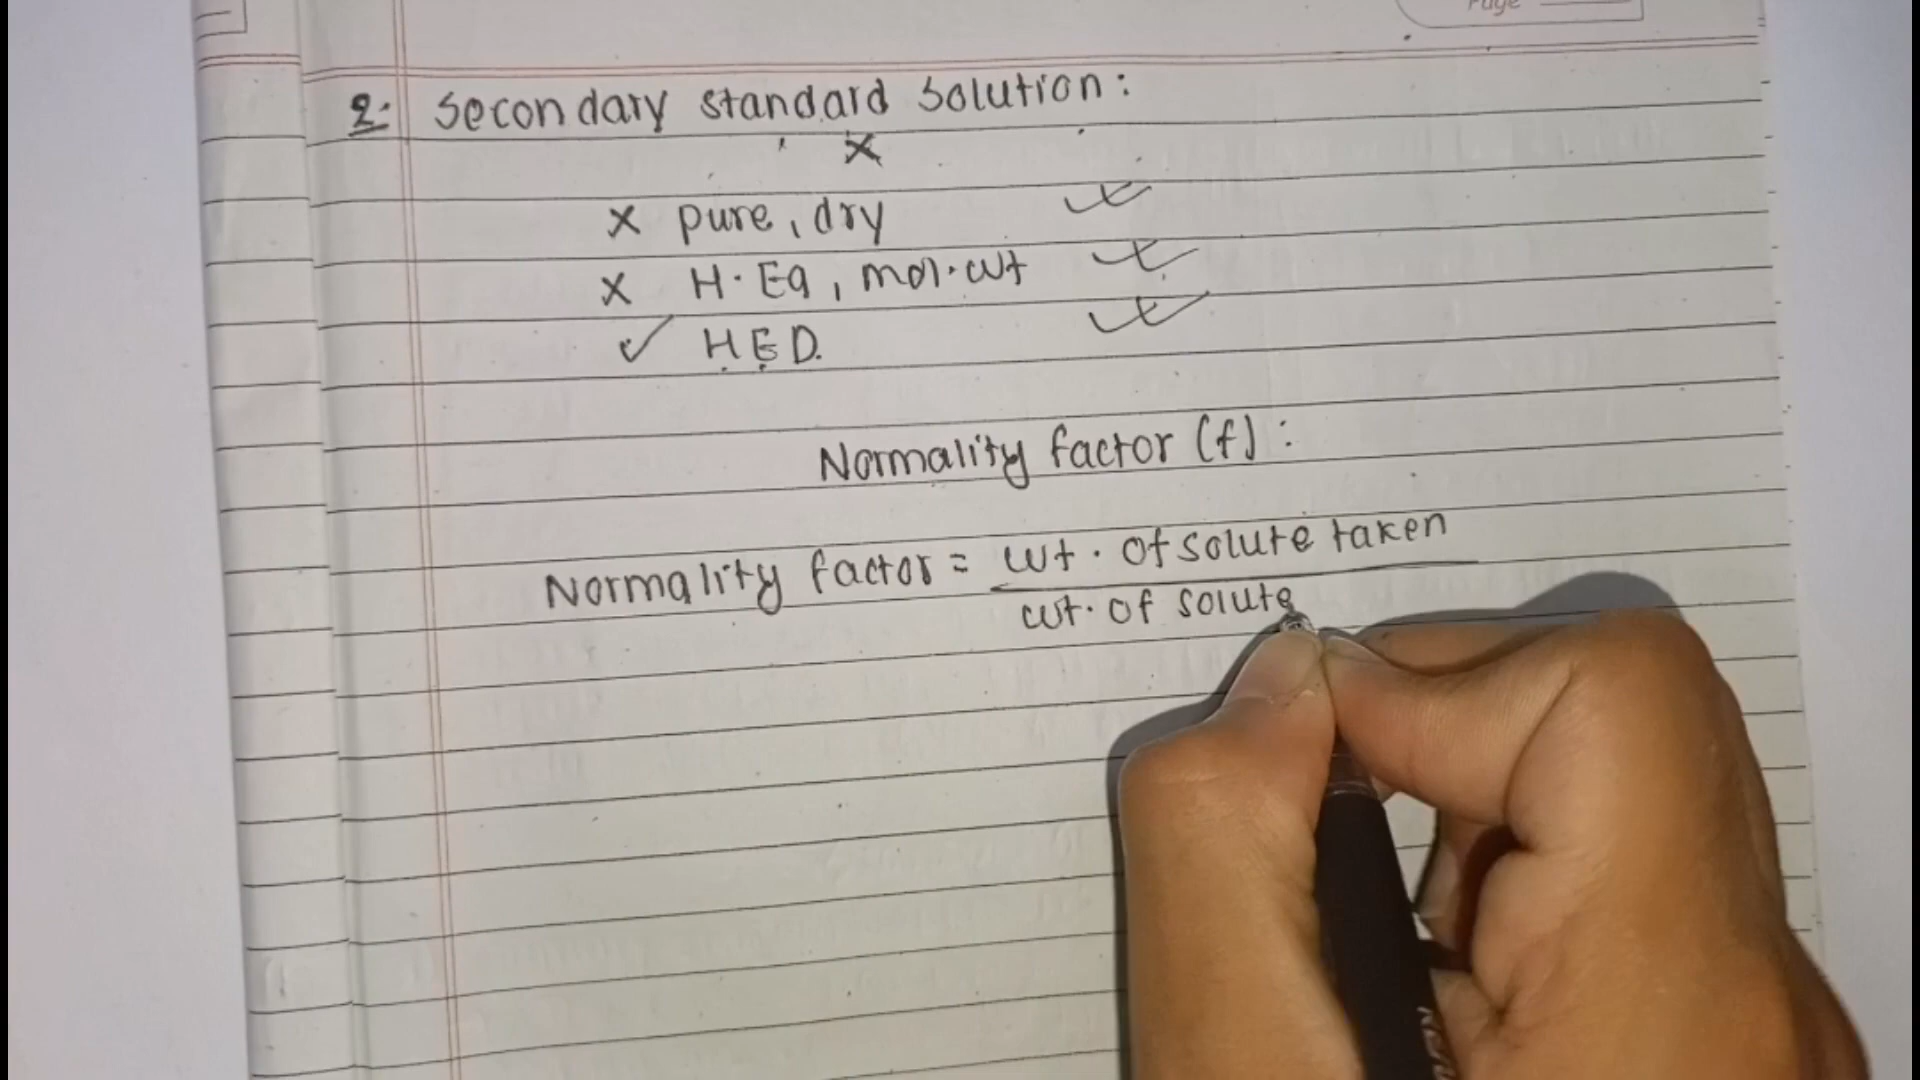 Page
2. Secondary standard solution:
x
x pure, dry
x H. Eq, mol. wt
✓ HED.
Normality factor (f):
Normality factor = wt. of solute taken
wt. of solute